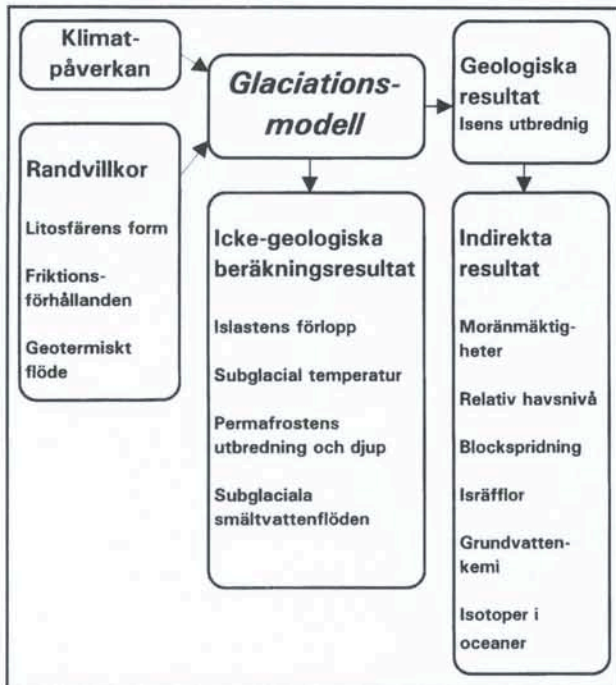 Klimat-
påverkan
Glaciations-
modell
Geologiska
resultat
Isens utbrednig
Randvillkor
Litosfärens form
Friktions-
förhållanden
Geotermiskt
flöde
Icke-geologiska
beräkningsresultat
Islastens förlopp
Subglacial temperatur
Permafrostens
utbredning och djup
Subglaciala
smältvattenflöden
Indirekta
resultat
Moränmäktig-
heter
Relativ havsnivå
Blockspridning
Isräfflor
Grundvatten-
kemi
Isotoper i
oceaner